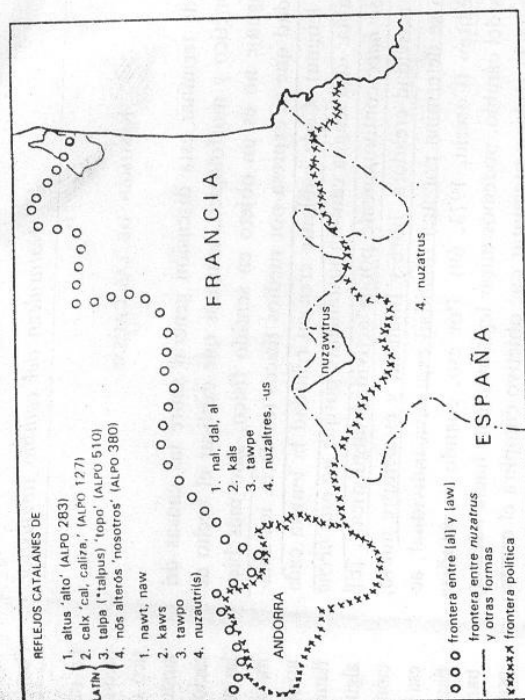 REFLEJOS CATALANES DE
LATÍN
1. altus 'alto' (ALPO 283)
2. calx 'cal, caliza,' (ALPO 127)
3. talpa (*talpus) 'topo' (ALPO 510)
4. nōs alterōs 'nosotros' (ALPO 380)
1. nawt, naw
2. kaws
3. tawpo
4. nuzautri(s)
FRANCIA
1. nal, dal, al
2. kals
3. tawpe
4. nuzaltres, -us
ANDORRA
nuzawtrus
4. nuzatrus
ESPAÑA
o o o frontera entre [al] y [aw]
—·— frontera entre nuzatrus
y otras formas
xxxxx frontera política